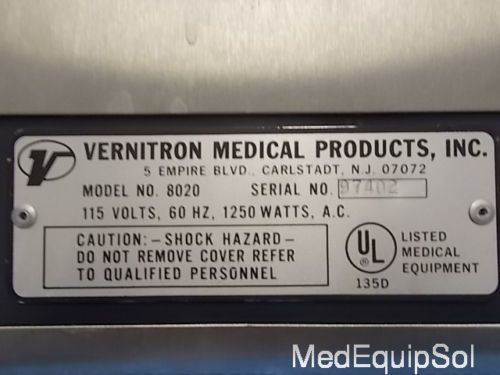 VERNITRON MEDICAL PRODUCTS, INC.
5 EMPIRE BLVD., CARLSTADT, N.J. 07072
MODEL NO. 8020 SERIAL NO. 97402
115 VOLTS, 60 HZ, 1250 WATTS, A.C.
CAUTION: -SHOCK HAZARD-
DO NOT REMOVE COVER REFER
TO QUALIFIED PERSONNEL
UL
®
135D
LISTED
MEDICAL
EQUIPMENT
MedEquipSol